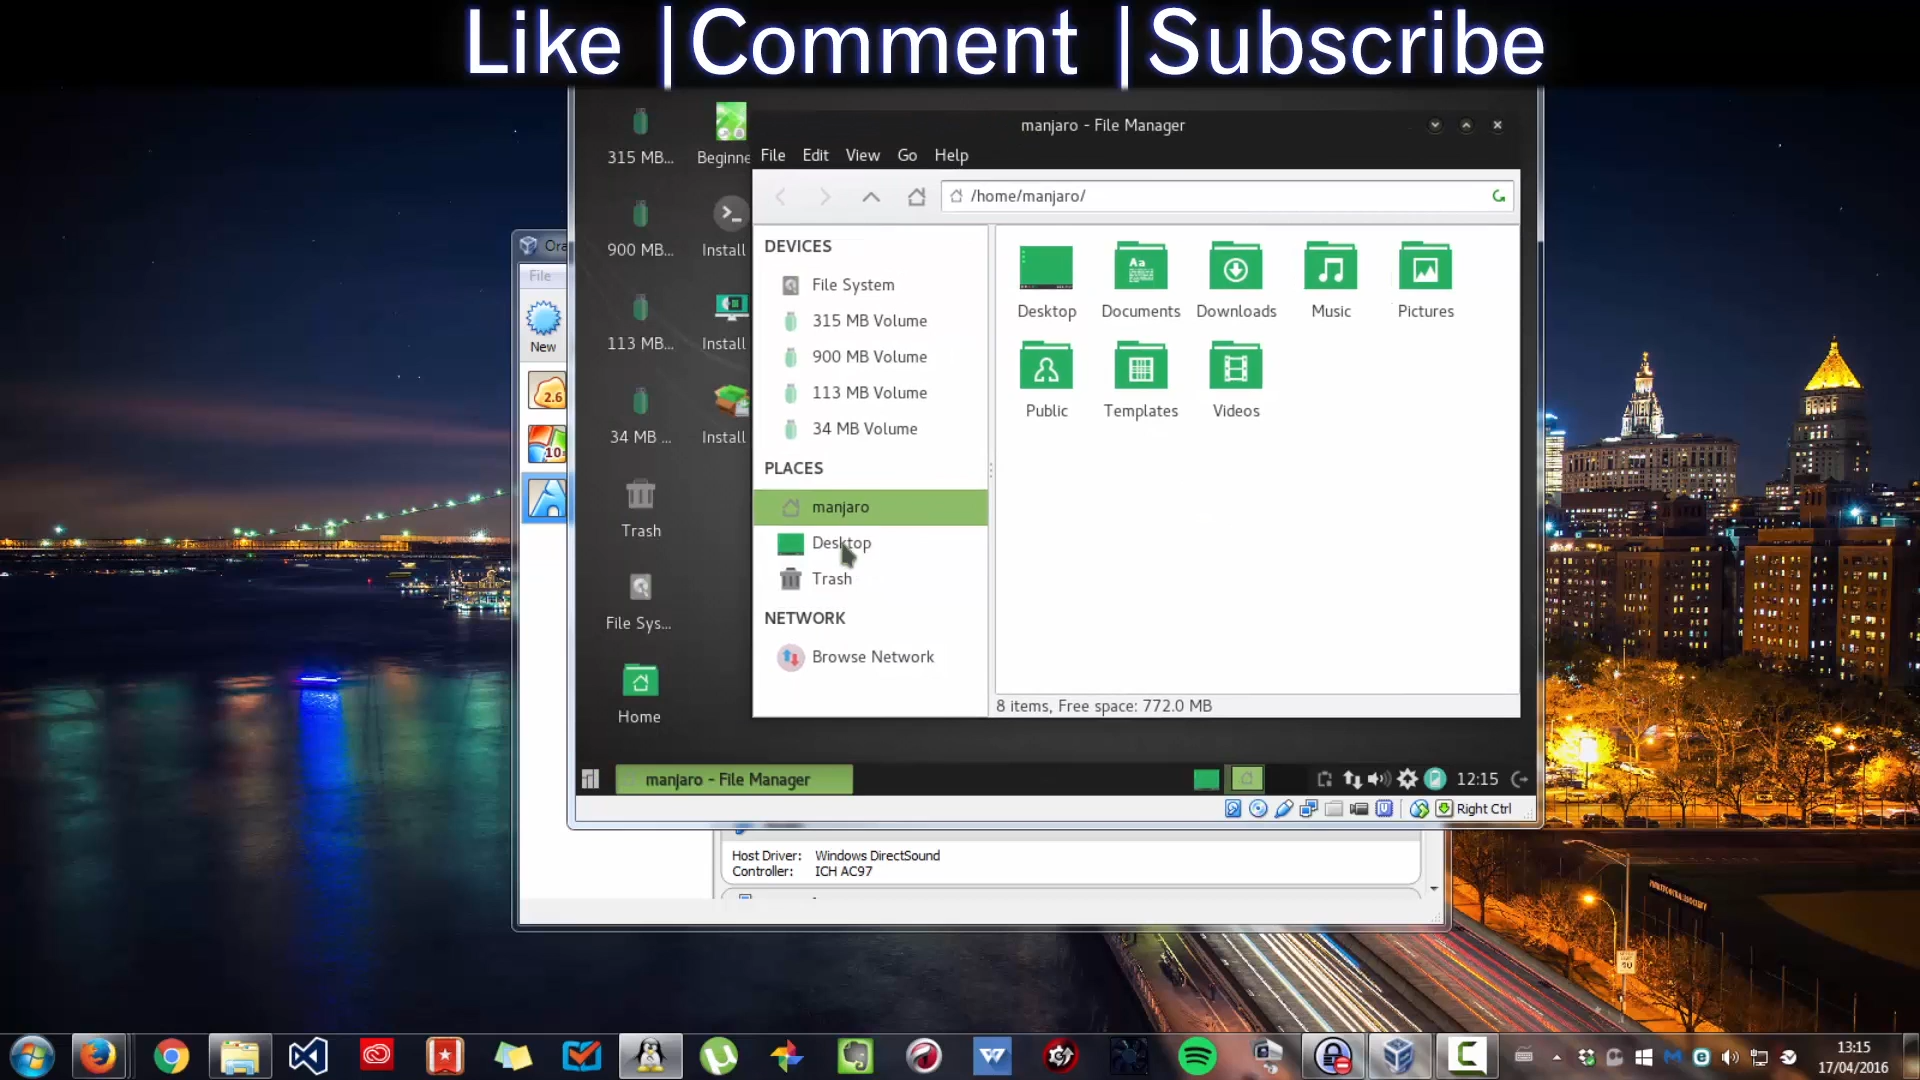 Like |Comment |Subscribe
manjaro - File Manager
File Edit View Go Help
/home/manjaro/
DEVICES
File System
315 MB Volume
900 MB Volume
113 MB Volume
34 MB Volume
PLACES
manjaro
Desktop
Trash
NETWORK
Browse Network
Desktop Documents Downloads Music Pictures
Public Templates Videos
8 items, Free space: 772.0 MB
315 MB...
Beginne
900 MB...
Install
113 MB...
Install
34 MB ...
Install
Trash
File Sys...
Home
manjaro - File Manager
12:15
Right Ctrl
Ora
File
New
2.6
10
Host Driver: Windows DirectSound
Controller: ICH AC97
13:15
17/04/2016